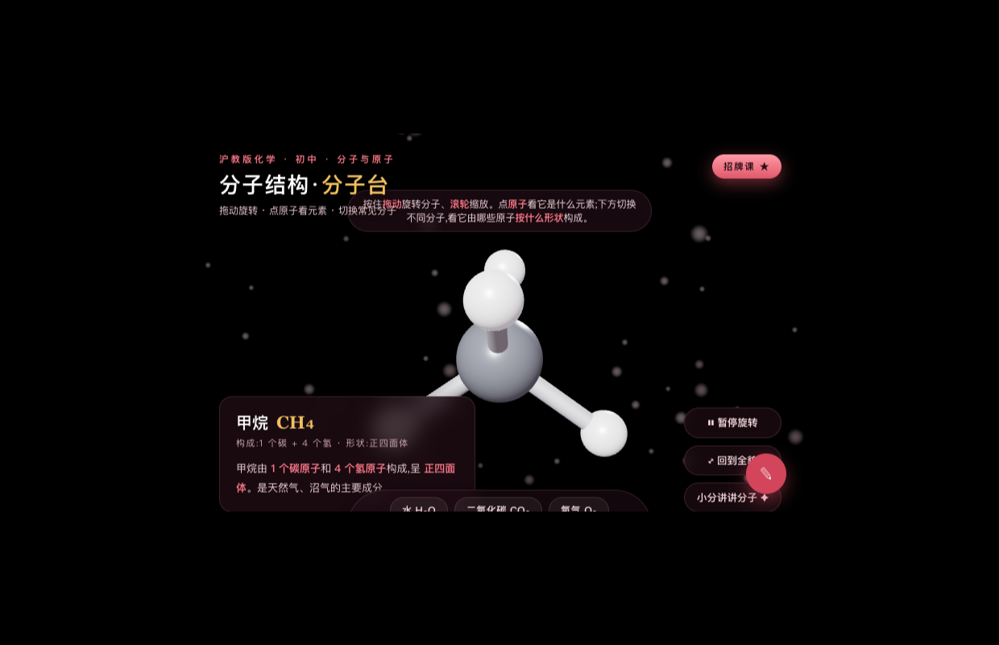 沪教版化学 · 初中 · 分子与原子
分子结构·分子台
拖动旋转 · 点原子看元素 · 切换常见分子
招牌课 ★
按住拖动旋转分子、滚轮缩放。点原子看它是什么元素;下方切换
不同分子,看它由哪些原子按什么形状构成。
甲烷 CH₄
构成:1 个碳 + 4 个氢 · 形状:正四面体
甲烷由 1 个碳原子和 4 个氢原子构成,呈 正四面
体。是天然气、沼气的主要成分
水 H₂O
二氧化碳 CO₂
⏸ 暂停旋转
⤢ 回到全
小分讲讲分子 ✦